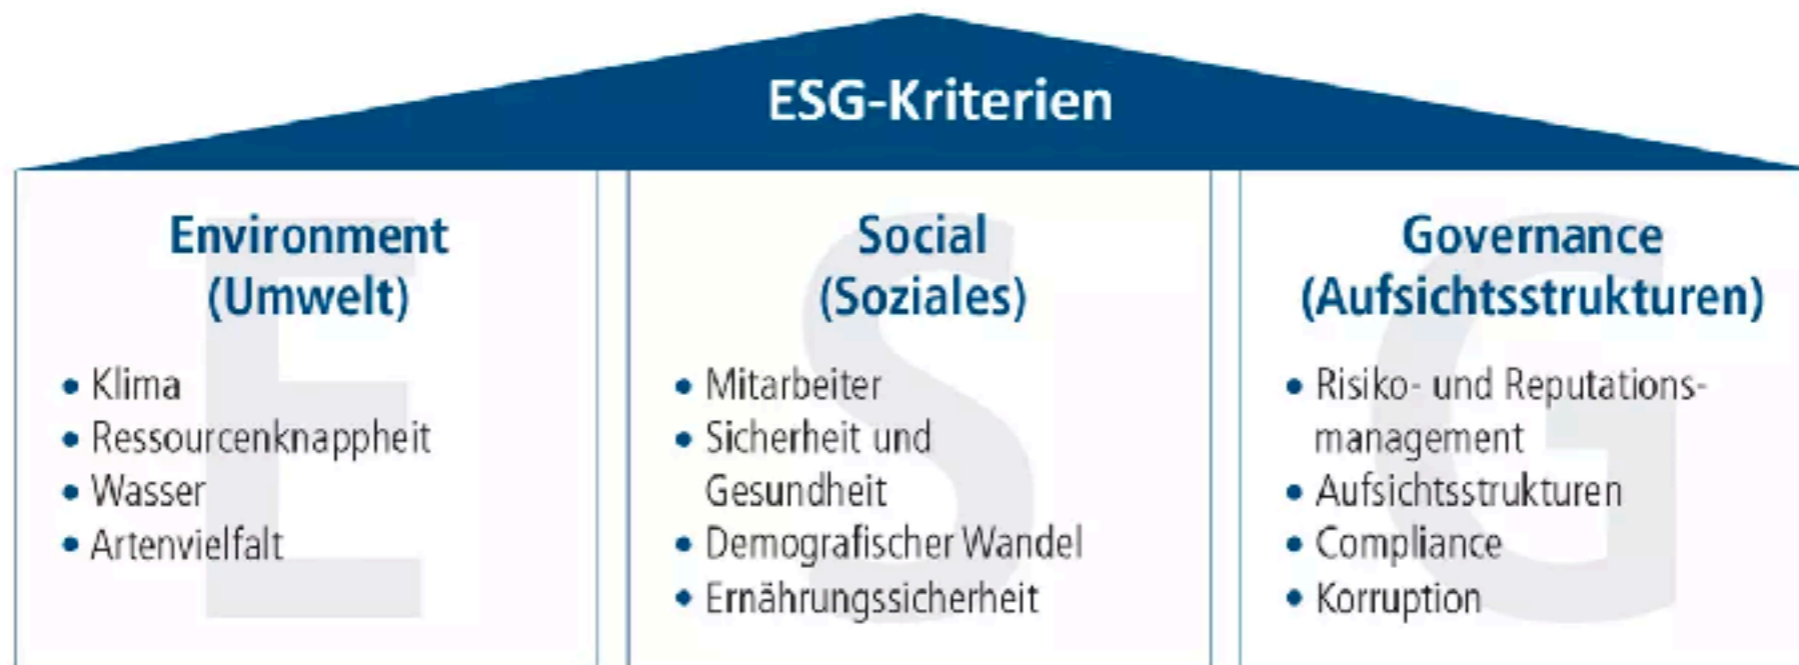 ESG-Kriterien
Environment
(Umwelt)
• Klima
• Ressourcenknappheit
• Wasser
• Artenvielfalt
Social
(Soziales)
• Mitarbeiter
• Sicherheit und
Gesundheit
• Demografischer Wandel
• Ernährungssicherheit
Governance
(Aufsichtsstrukturen)
• Risiko- und Reputations-
management
• Aufsichtsstrukturen
• Compliance
• Korruption
E
S
G